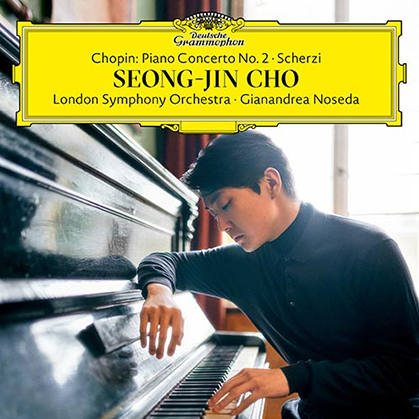 Deutsche
Grammophon
Chopin: Piano Concerto No. 2 · Scherzi
SEONG-JIN CHO
London Symphony Orchestra · Gianandrea Noseda